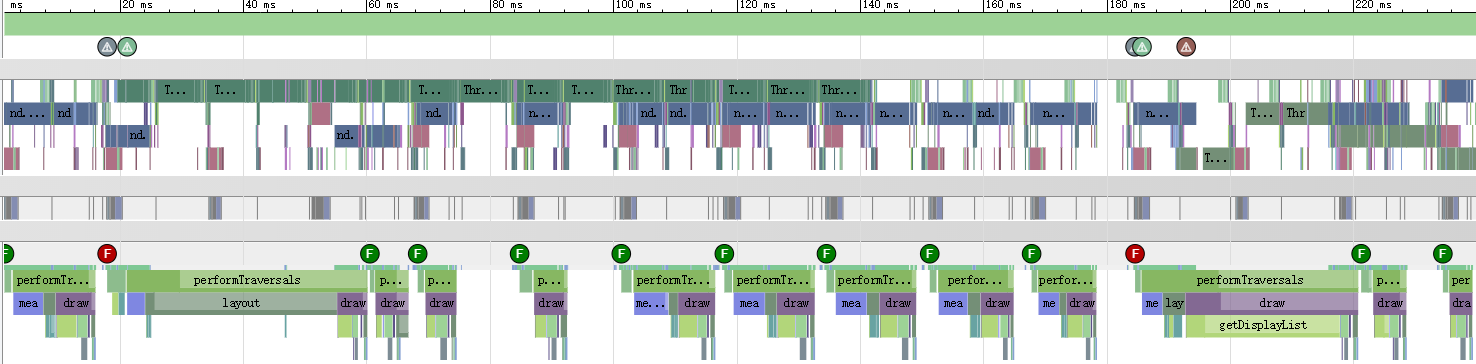 ms 20 ms 40 ms 60 ms 80 ms 100 ms 120 ms 140 ms 160 ms 180 ms 200 ms 220 ms
T... T... T... Thr... T... T... Thr... Thr T... Thr... Thr...
nd.... nd nd. n... nd. nd. n... n... n... n... n... nd. n... n... T... Thr
nd. nd.
T...
F F F F F F F F F F F F F
performTr... performTraversals p... p... p... performTr... performTr... performTr... perfor... perfor... performTraversals p... per
mea draw layout draw draw draw draw me... draw mea draw mea draw mea draw me draw me lay draw draw dra
getDisplayList